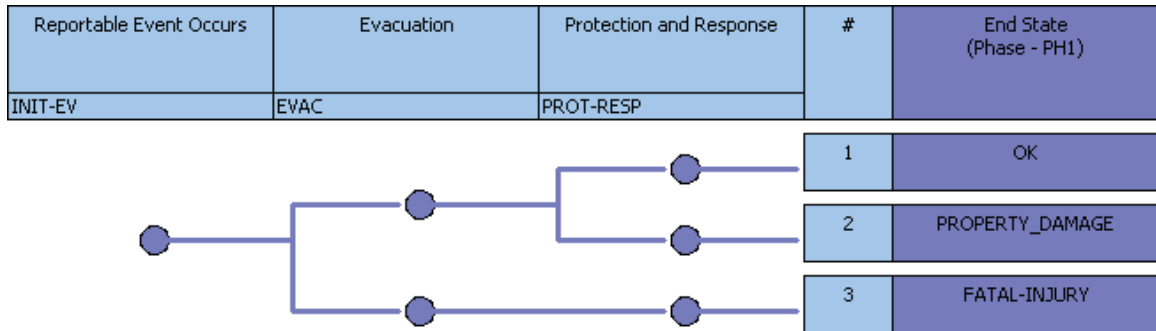 Reportable Event Occurs
Evacuation
Protection and Response
#
End State
(Phase - PH1)
INIT-EV
EVAC
PROT-RESP
1
OK
2
PROPERTY_DAMAGE
3
FATAL-INJURY